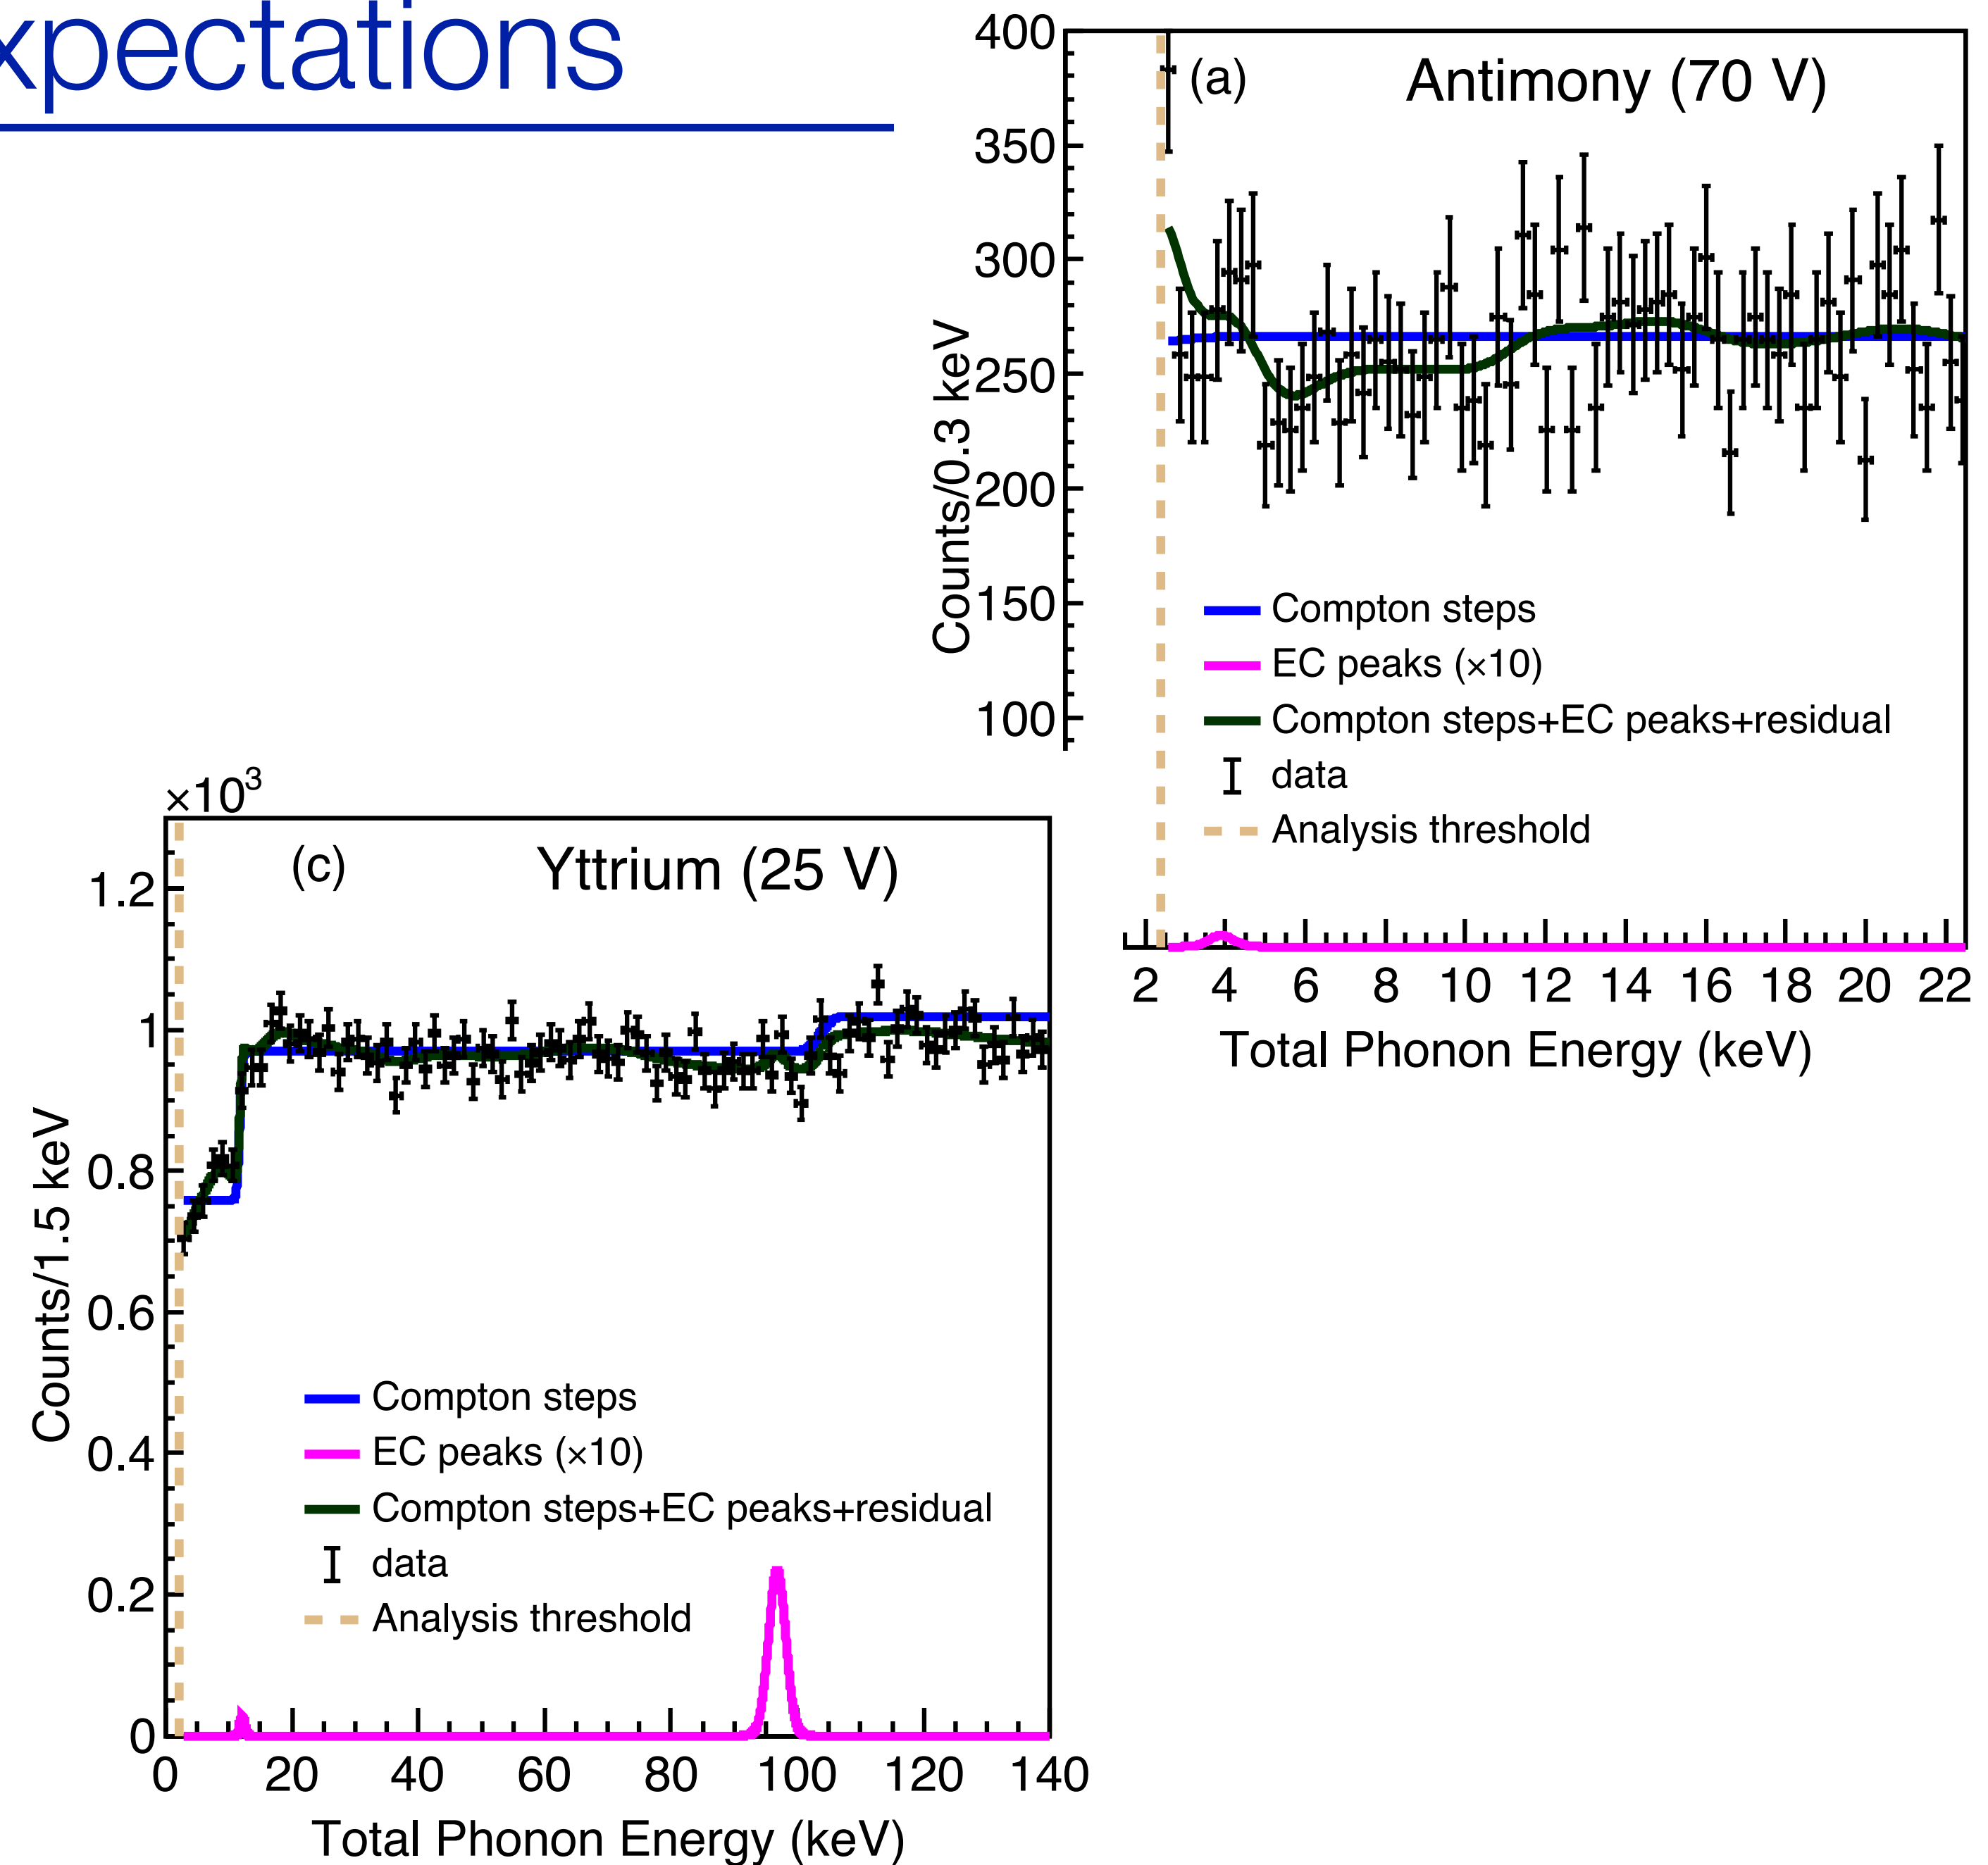 xpectations
(a) Antimony (70 V)
400
350
300
250
200
150
100
Counts/0.3 keV
Compton steps
EC peaks (×10)
Compton steps+EC peaks+residual
data
Analysis threshold
2 4 6 8 10 12 14 16 18 20 22
Total Phonon Energy (keV)
×10³
(c) Yttrium (25 V)
1.2
1
0.8
0.6
0.4
0.2
0
Counts/1.5 keV
Compton steps
EC peaks (×10)
Compton steps+EC peaks+residual
data
Analysis threshold
0 20 40 60 80 100 120 140
Total Phonon Energy (keV)